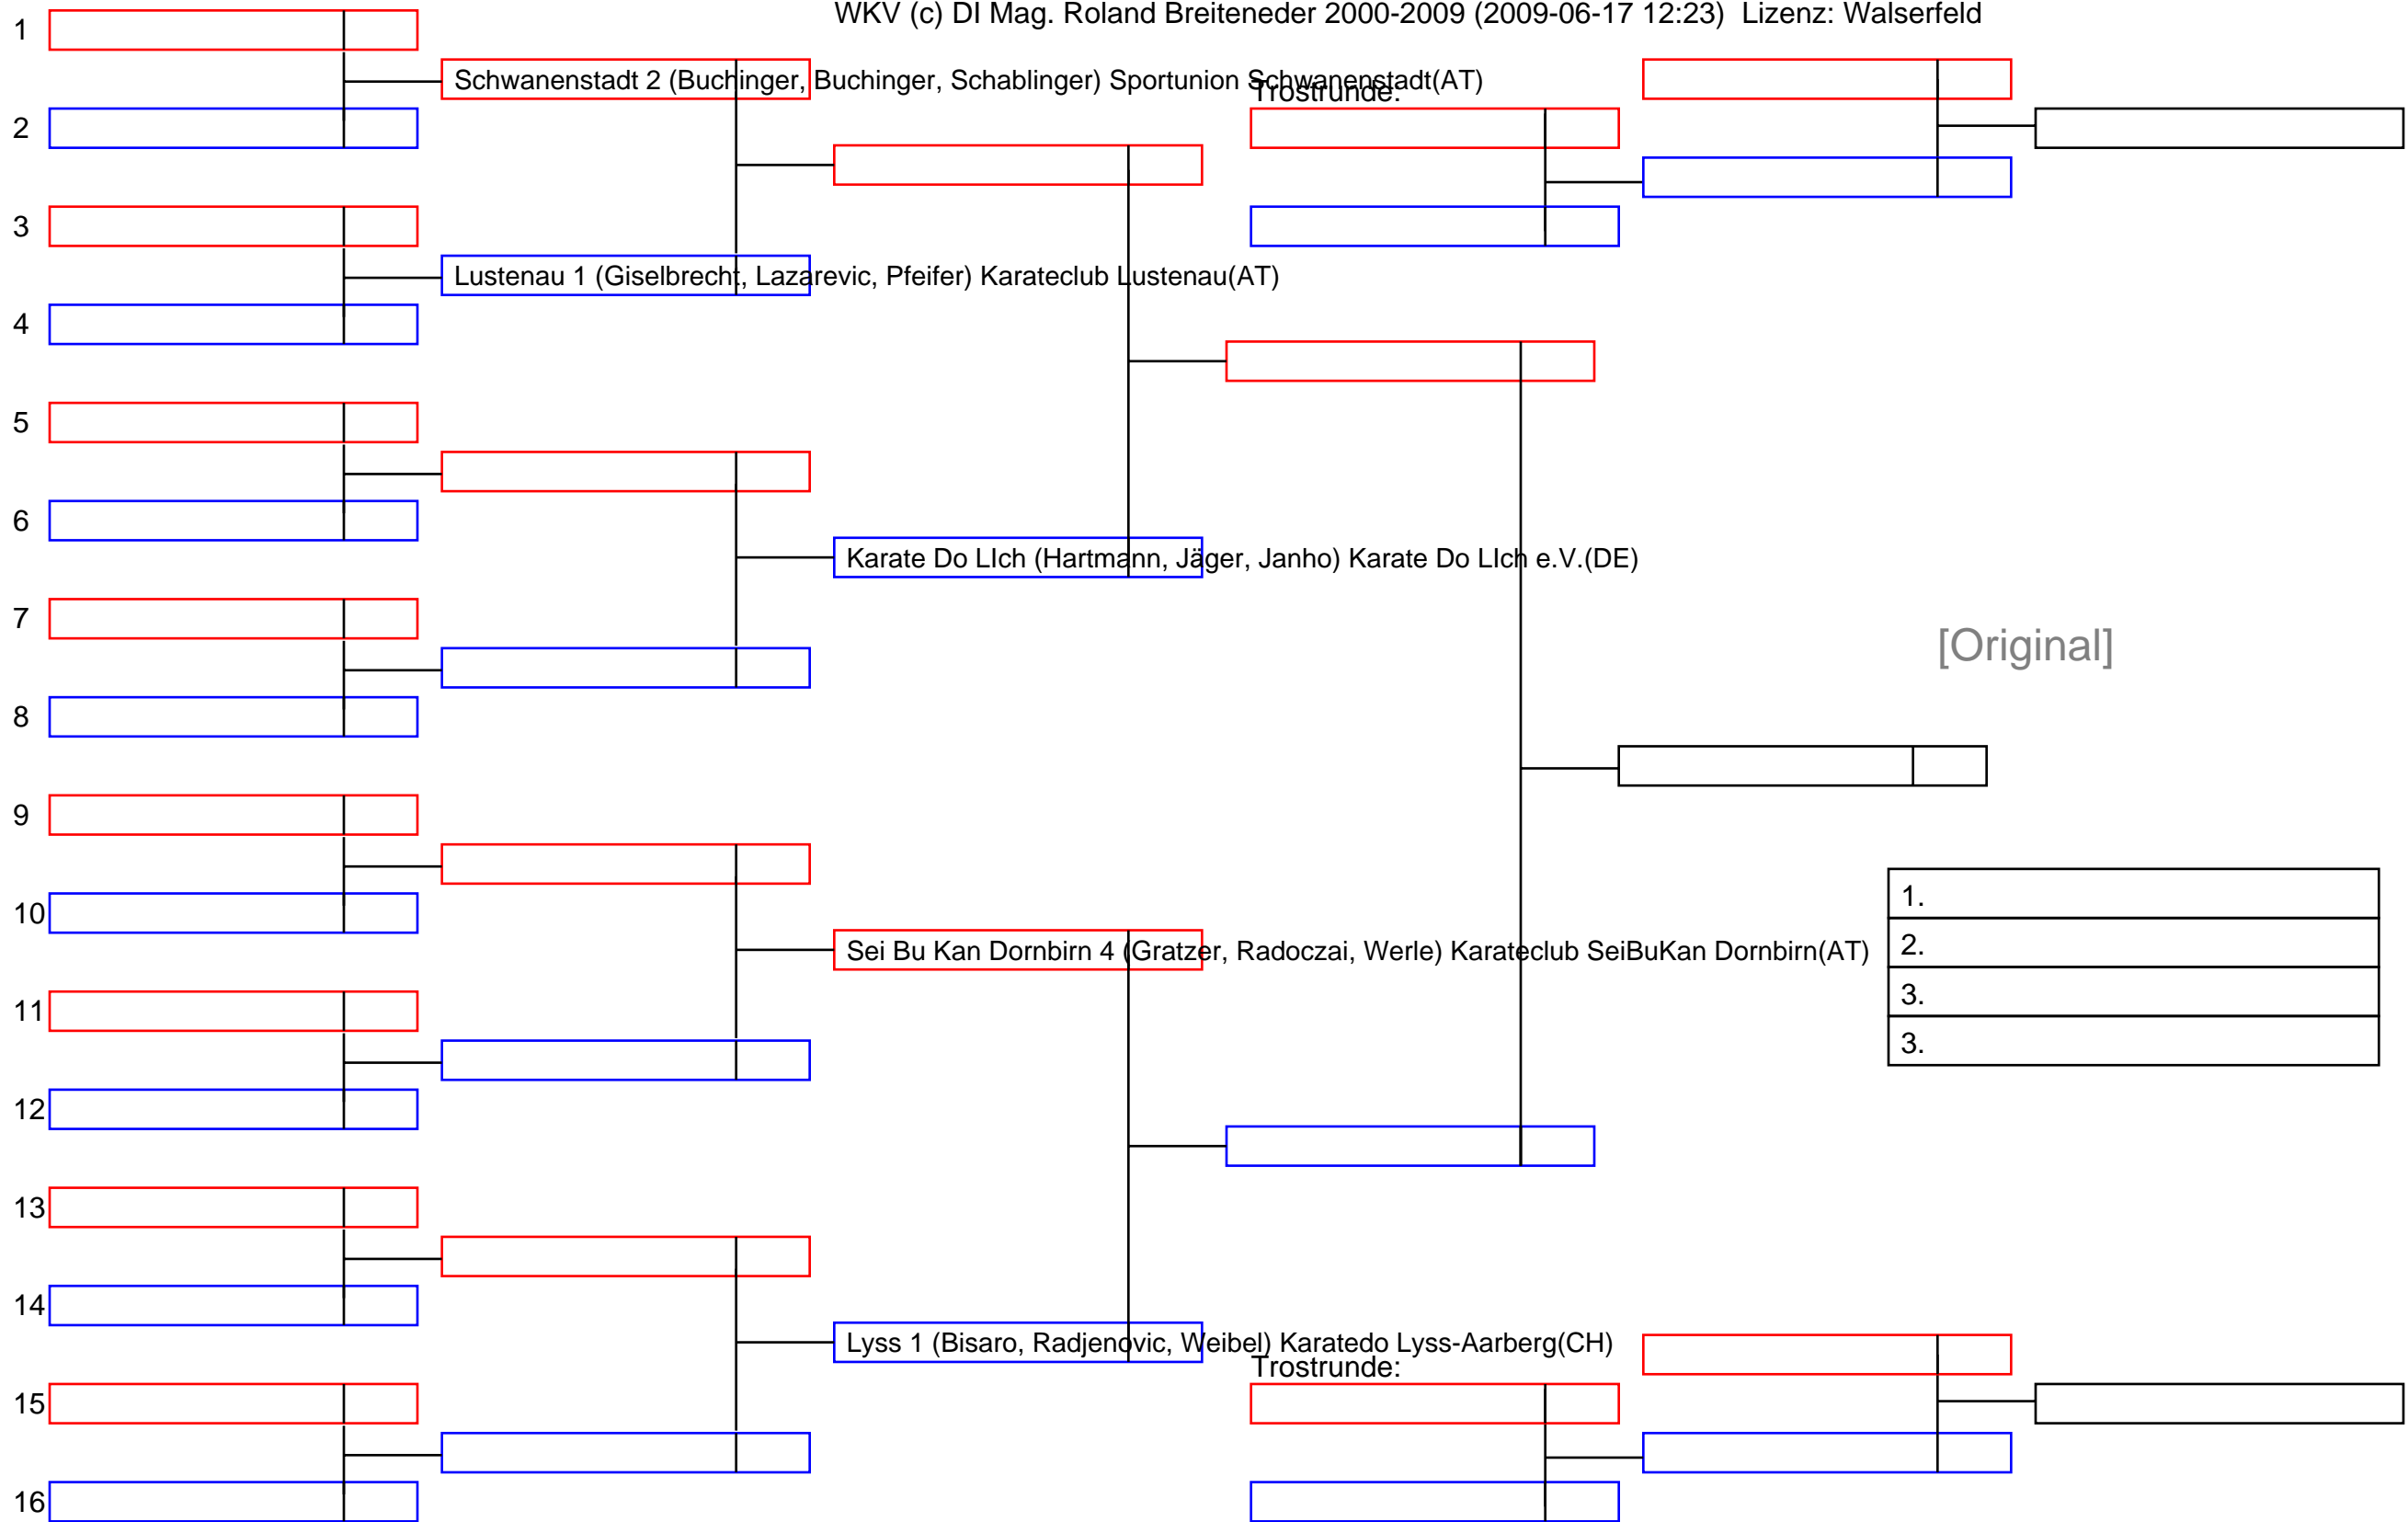 WKV (c) DI Mag. Roland Breiteneder 2000-2009 (2009-06-17 12:23)  Lizenz: Walserfeld
1
Schwanenstadt 2 (Buchinger, Buchinger, Schablinger) Sportunion Schwanenstadt(AT)
Trostrunde:
2
3
Lustenau 1 (Giselbrecht, Lazarevic, Pfeifer) Karateclub Lustenau(AT)
4
5
6
Karate Do LIch (Hartmann, Jäger, Janho) Karate Do LIch e.V.(DE)
7
[Original]
8
9
1.
10
2.
Sei Bu Kan Dornbirn 4 (Gratzer, Radoczai, Werle) Karateclub SeiBuKan Dornbirn(AT)
3.
11
3.
12
13
14
Lyss 1 (Bisaro, Radjenovic, Weibel) Karatedo Lyss-Aarberg(CH)
Trostrunde:
15
16